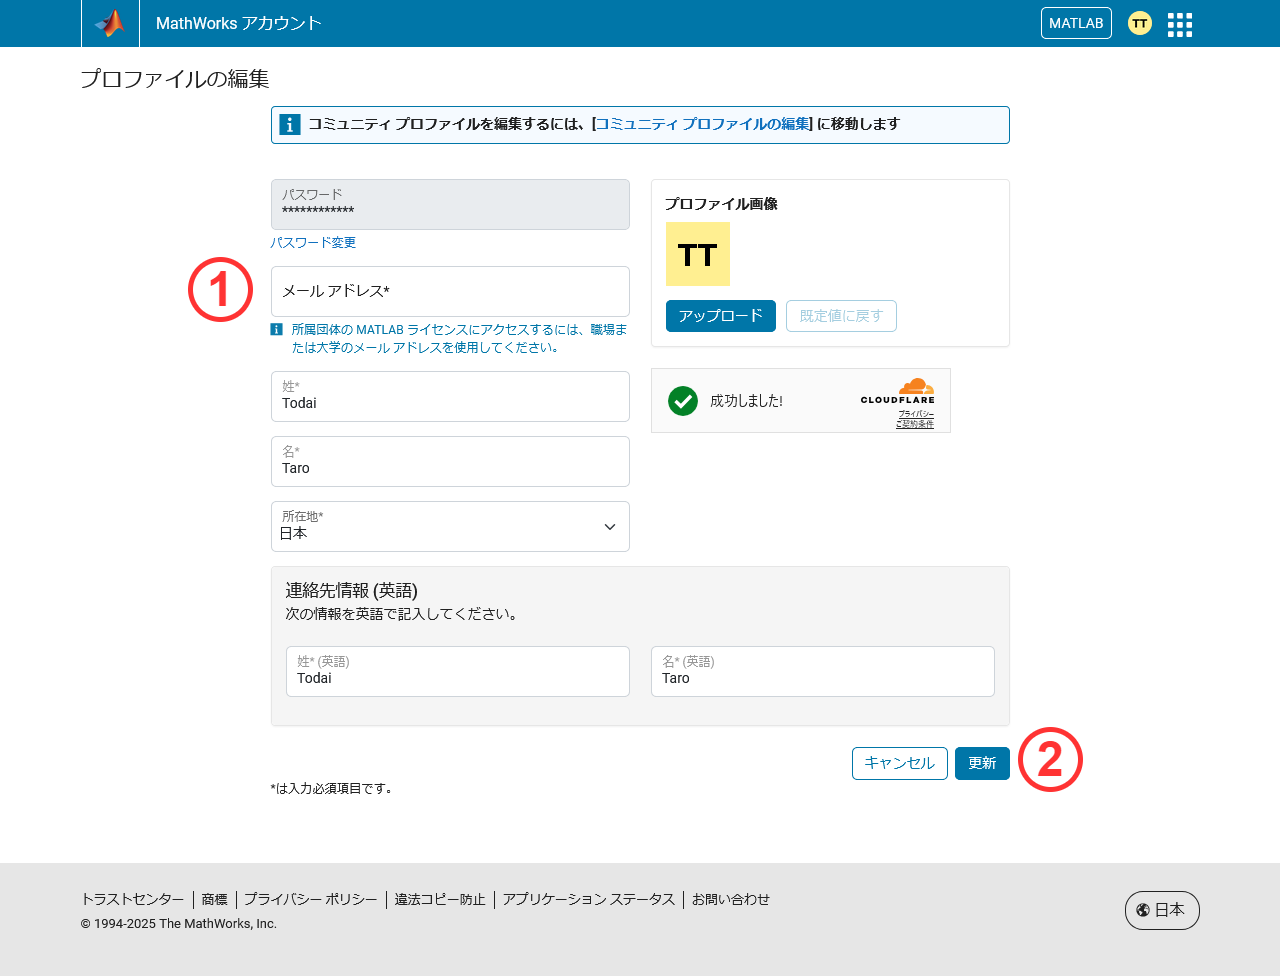 MathWorks アカウント
MATLAB
TT
プロファイルの編集
コミュニティ プロファイルを編集するには、[コミュニティ プロファイルの編集] に移動します
パスワード
************
パスワード変更
1
メール アドレス*
所属団体の MATLAB ライセンスにアクセスするには、職場ま
たは大学のメール アドレスを使用してください。
姓*
Todai
名*
Taro
所在地*
日本
プロファイル画像
TT
アップロード
既定値に戻す
成功しました!
CLOUDFLARE
プライバシー
ご契約条件
連絡先情報 (英語)
次の情報を英語で記入してください。
姓* (英語)
Todai
名* (英語)
Taro
キャンセル
更新
2
*は入力必須項目です。
トラストセンター
商標
プライバシー ポリシー
違法コピー防止
アプリケーション ステータス
お問い合わせ
© 1994-2025 The MathWorks, Inc.
日本